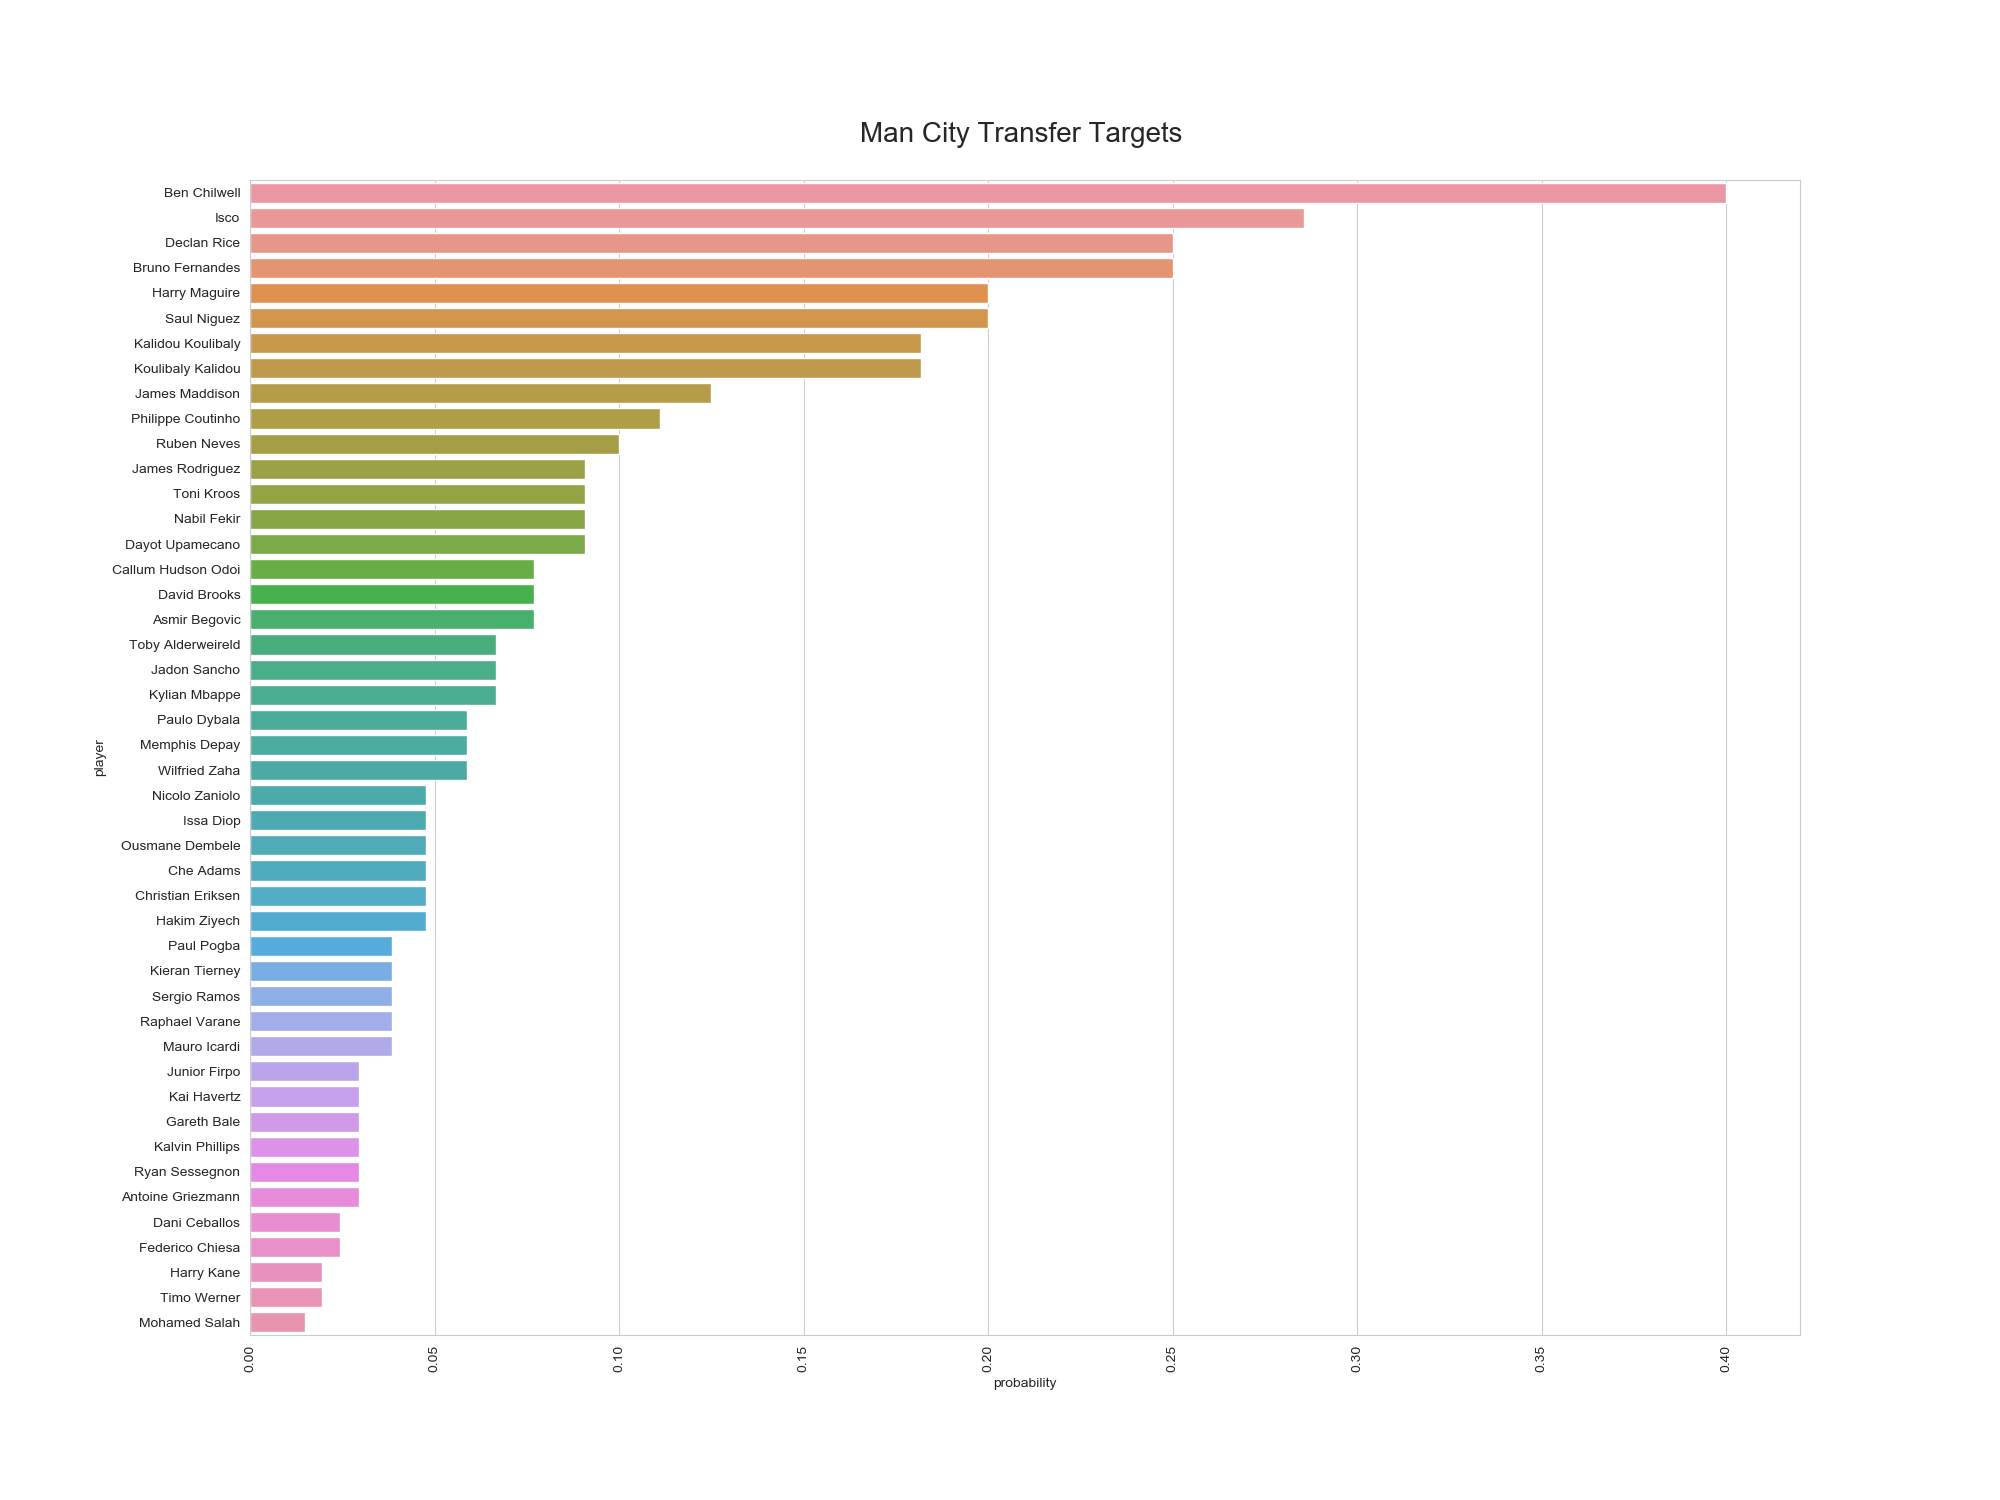 Man City Transfer Targets
Ben Chilwell
Isco
Declan Rice
Bruno Fernandes
Harry Maguire
Saul Niguez
Kalidou Koulibaly
Koulibaly Kalidou
James Maddison
Philippe Coutinho
Ruben Neves
James Rodriguez
Toni Kroos
Nabil Fekir
Dayot Upamecano
Callum Hudson Odoi
David Brooks
Asmir Begovic
Toby Alderweireld
Jadon Sancho
Kylian Mbappe
Paulo Dybala
Memphis Depay
Wilfried Zaha
Nicolo Zaniolo
Issa Diop
Ousmane Dembele
Che Adams
Christian Eriksen
Hakim Ziyech
Paul Pogba
Kieran Tierney
Sergio Ramos
Raphael Varane
Mauro Icardi
Junior Firpo
Kai Havertz
Gareth Bale
Kalvin Phillips
Ryan Sessegnon
Antoine Griezmann
Dani Ceballos
Federico Chiesa
Harry Kane
Timo Werner
Mohamed Salah
player
0.00 0.05 0.10 0.15 0.20 0.25 0.30 0.35 0.40
probability